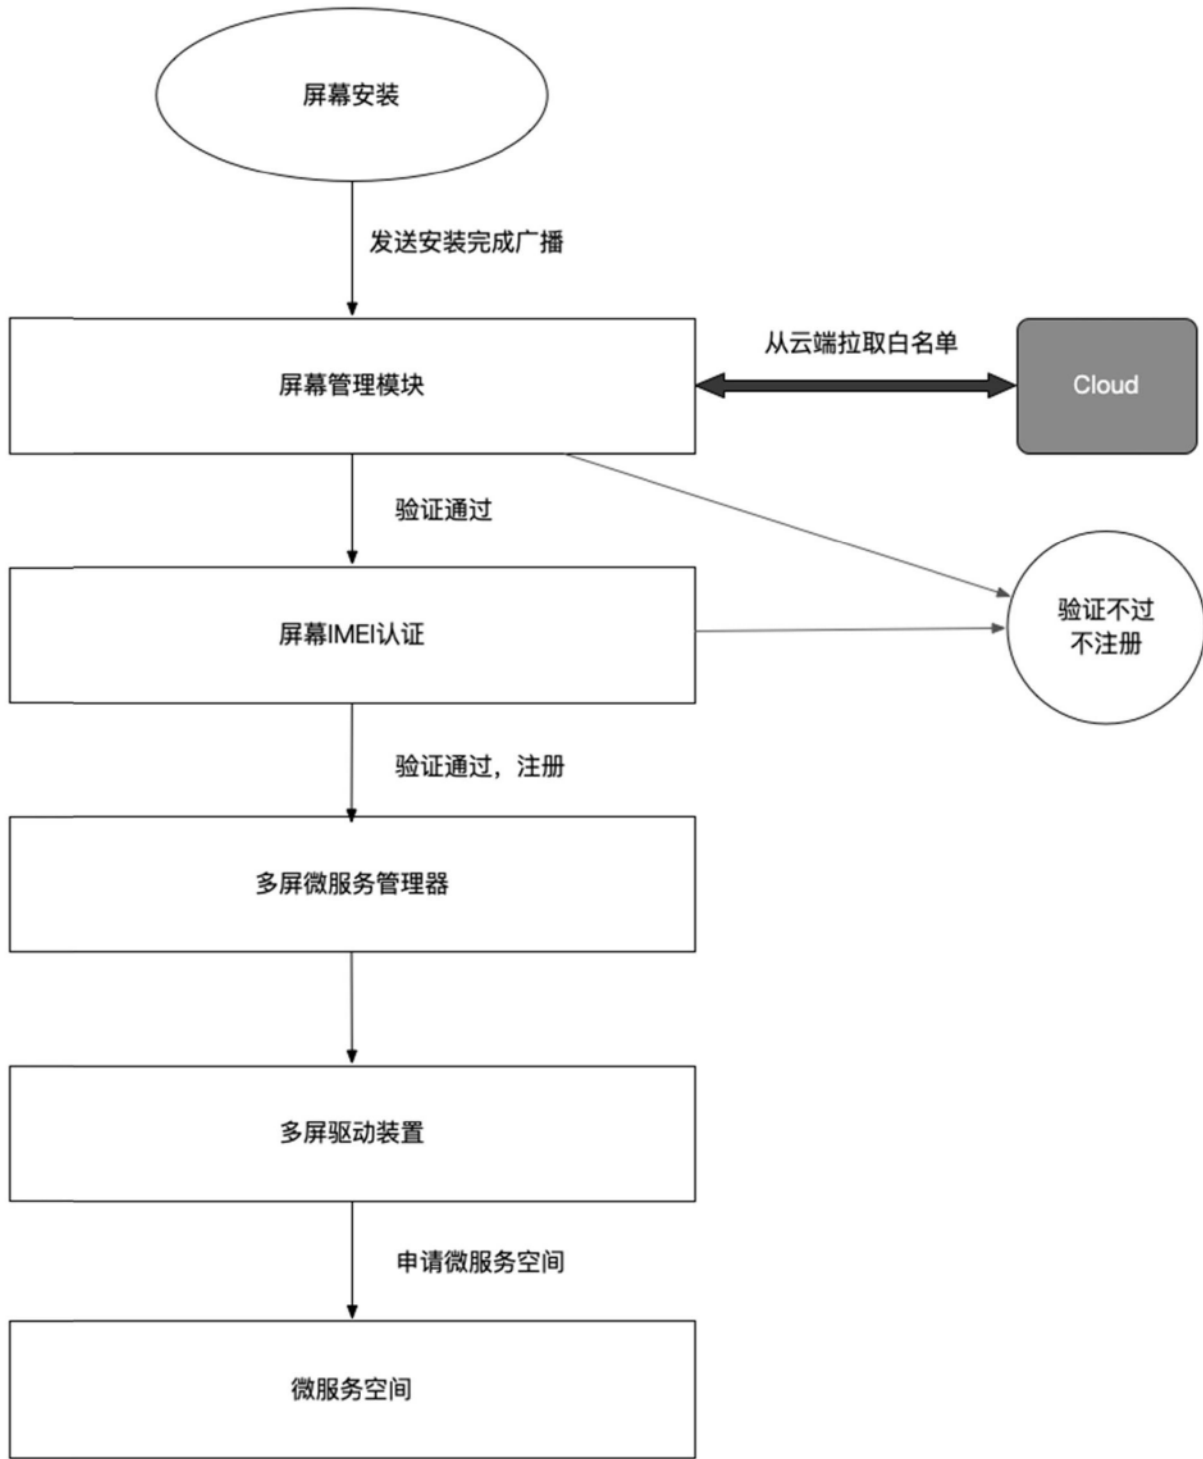 屏幕安装
发送安装完成广播
从云端拉取白名单
屏幕管理模块
Cloud
验证通过
验证不过
不注册
屏幕IMEI认证
验证通过，注册
多屏微服务管理器
多屏驱动装置
申请微服务空间
微服务空间